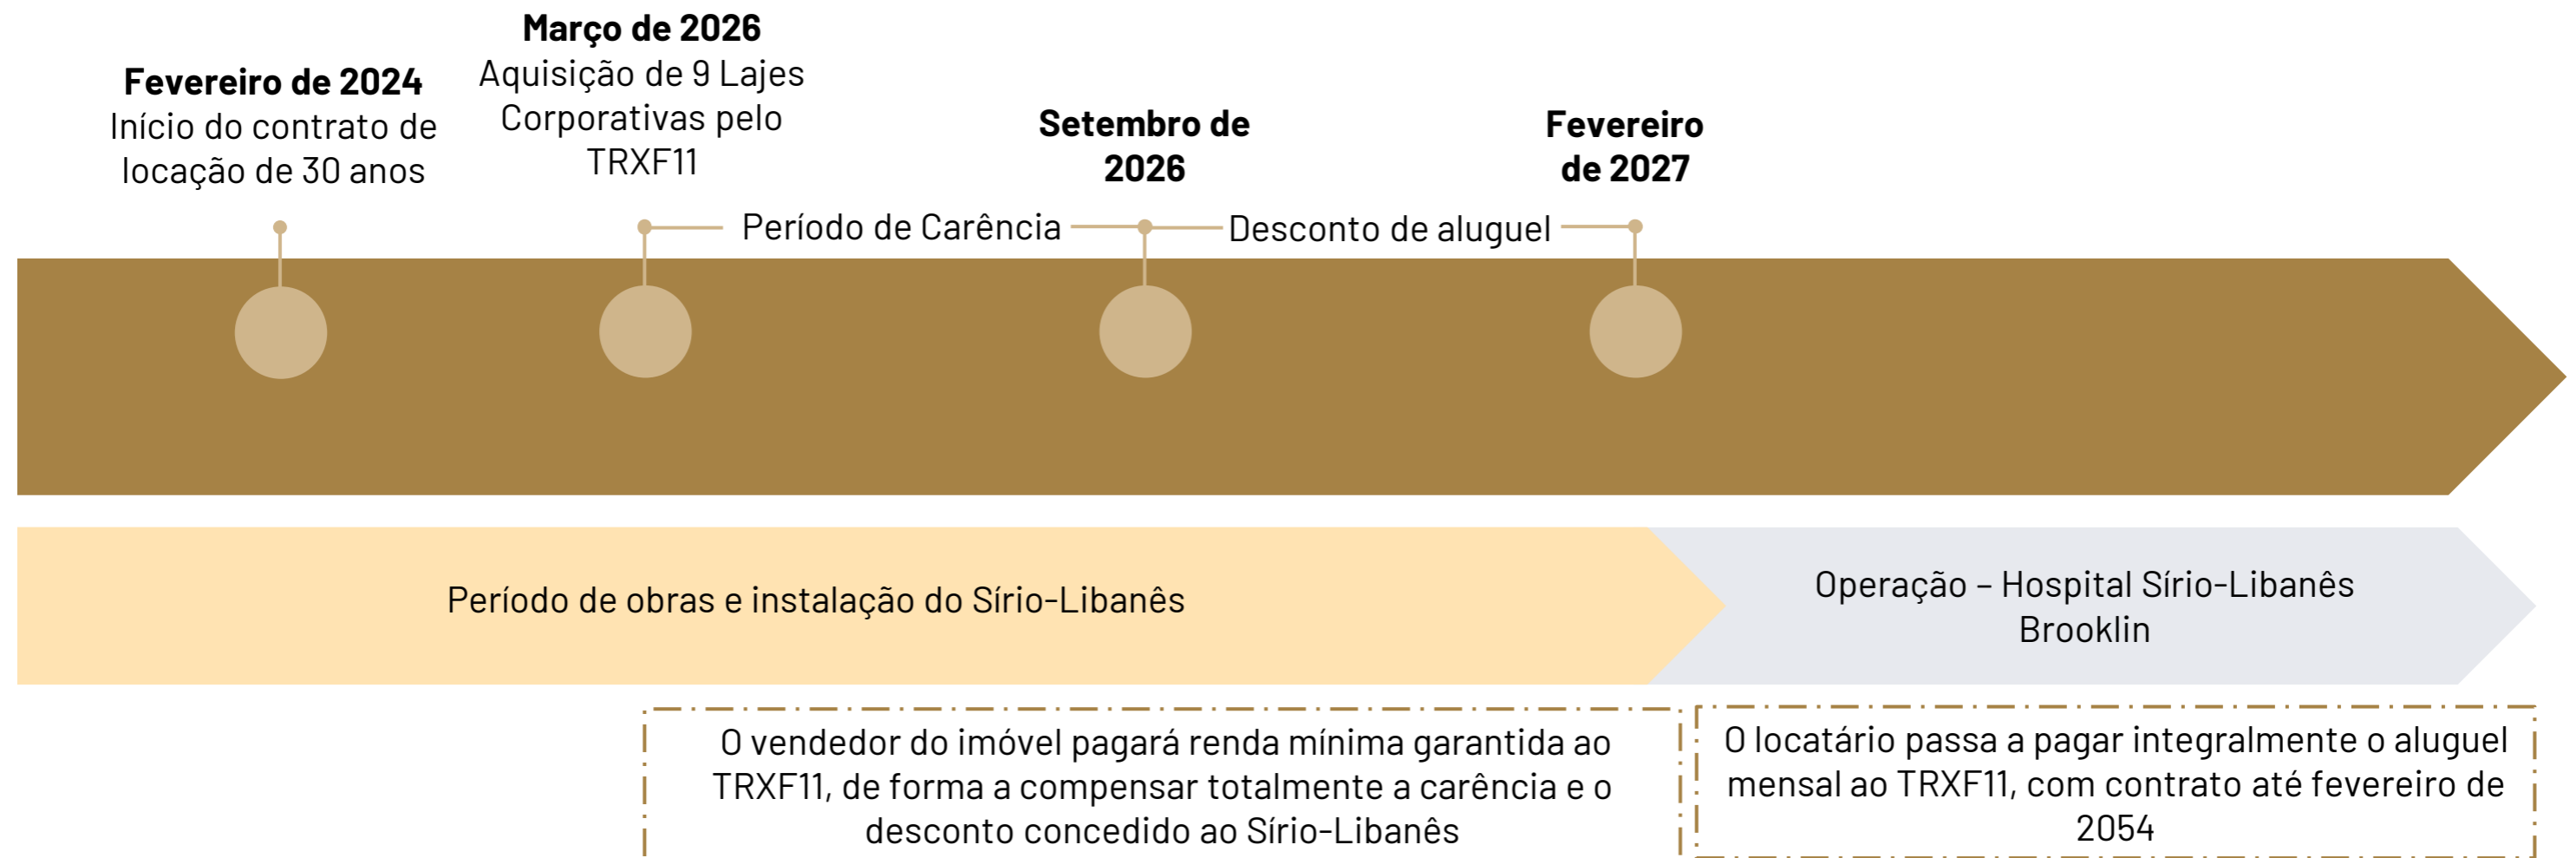 Fevereiro de 2024
Início do contrato de
locação de 30 anos
Março de 2026
Aquisição de 9 Lajes
Corporativas pelo
TRXF11
Setembro de
2026
Fevereiro
de 2027
Período de Carência
Desconto de aluguel
Período de obras e instalação do Sírio-Libanês
Operação – Hospital Sírio-Libanês
Brooklin
O vendedor do imóvel pagará renda mínima garantida ao
TRXF11, de forma a compensar totalmente a carência e o
desconto concedido ao Sírio-Libanês
O locatário passa a pagar integralmente o aluguel
mensal ao TRXF11, com contrato até fevereiro de
2054